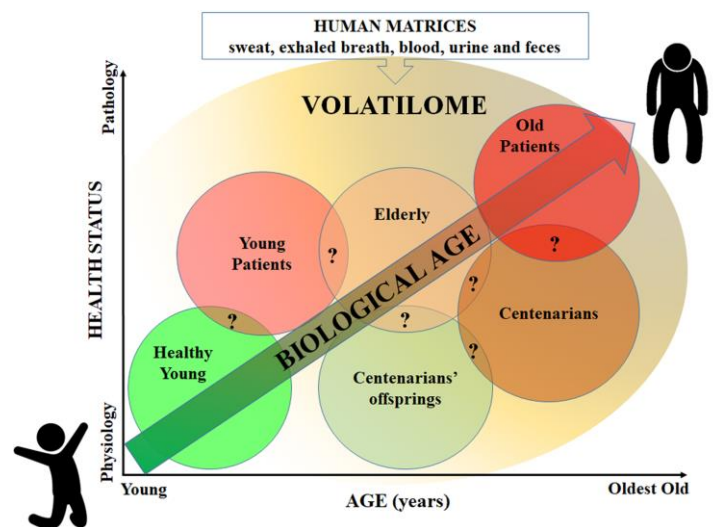 HUMAN MATRICES
sweat, exhaled breath, blood, urine and feces
VOLATILOME
Pathology
HEALTH STATUS
Physiology
Old
Patients
Elderly
Young
Patients
?
?
?
?
?
?
BIOLOGICAL AGE
Centenarians
Healthy
Young
Centenarians'
offsprings
Young
AGE (years)
Oldest Old